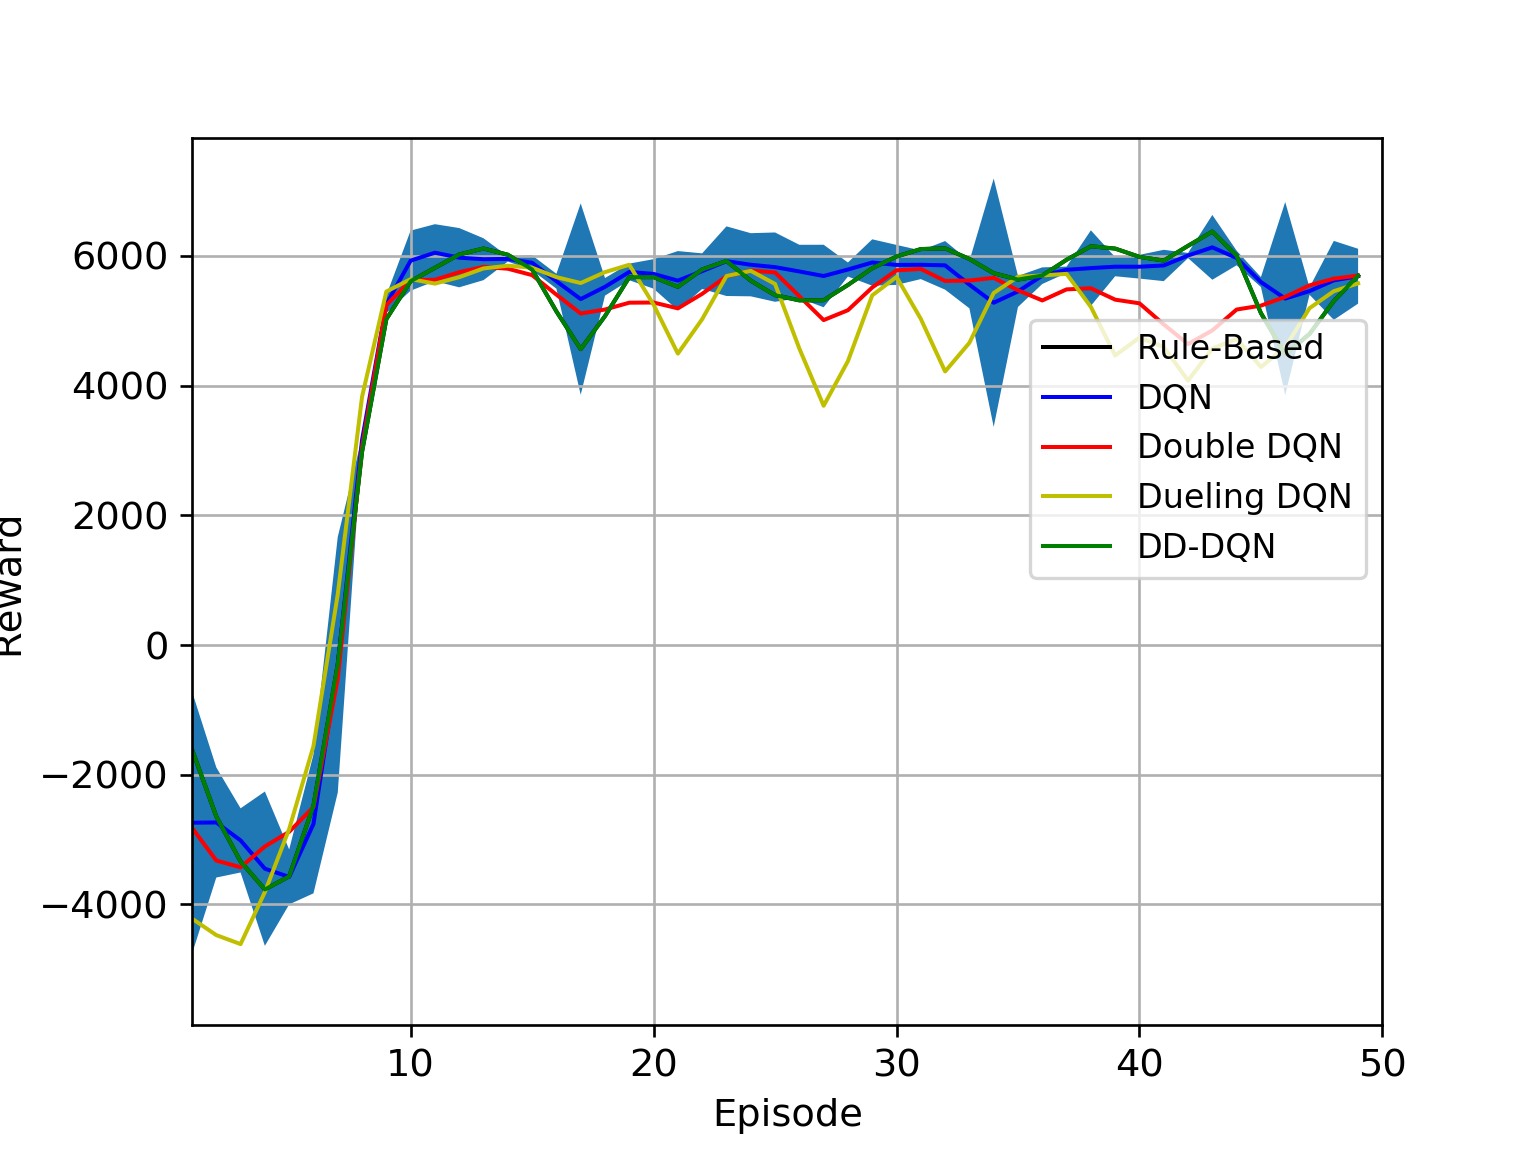 6000
4000
2000
0
−2000
−4000
Reward
10 20 30 40 50
Episode
Rule-Based
DQN
Double DQN
Dueling DQN
DD-DQN